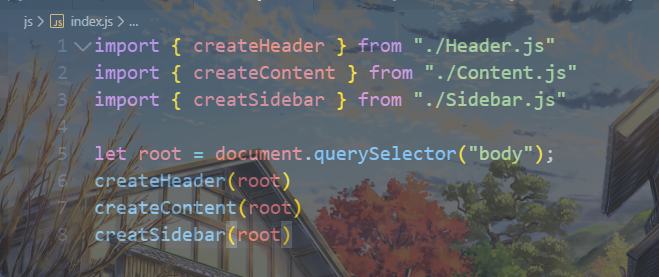 js > JS index.js > ...
1 import { createHeader } from "./Header.js"
2 import { createContent } from "./Content.js"
3 import { creatSidebar } from "./Sidebar.js"
4
5 let root = document.querySelector("body");
6 createHeader(root)
7 createContent(root)
8 creatSidebar(root)